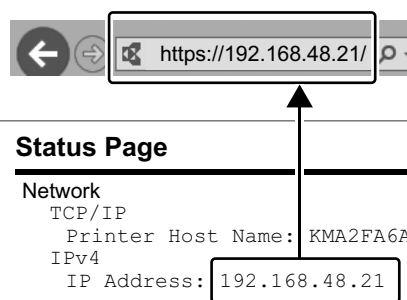 https://192.168.48.21/
Status Page
Network
TCP/IP
Printer Host Name: KMA2FA6A
IPv4
IP Address: 192.168.48.21